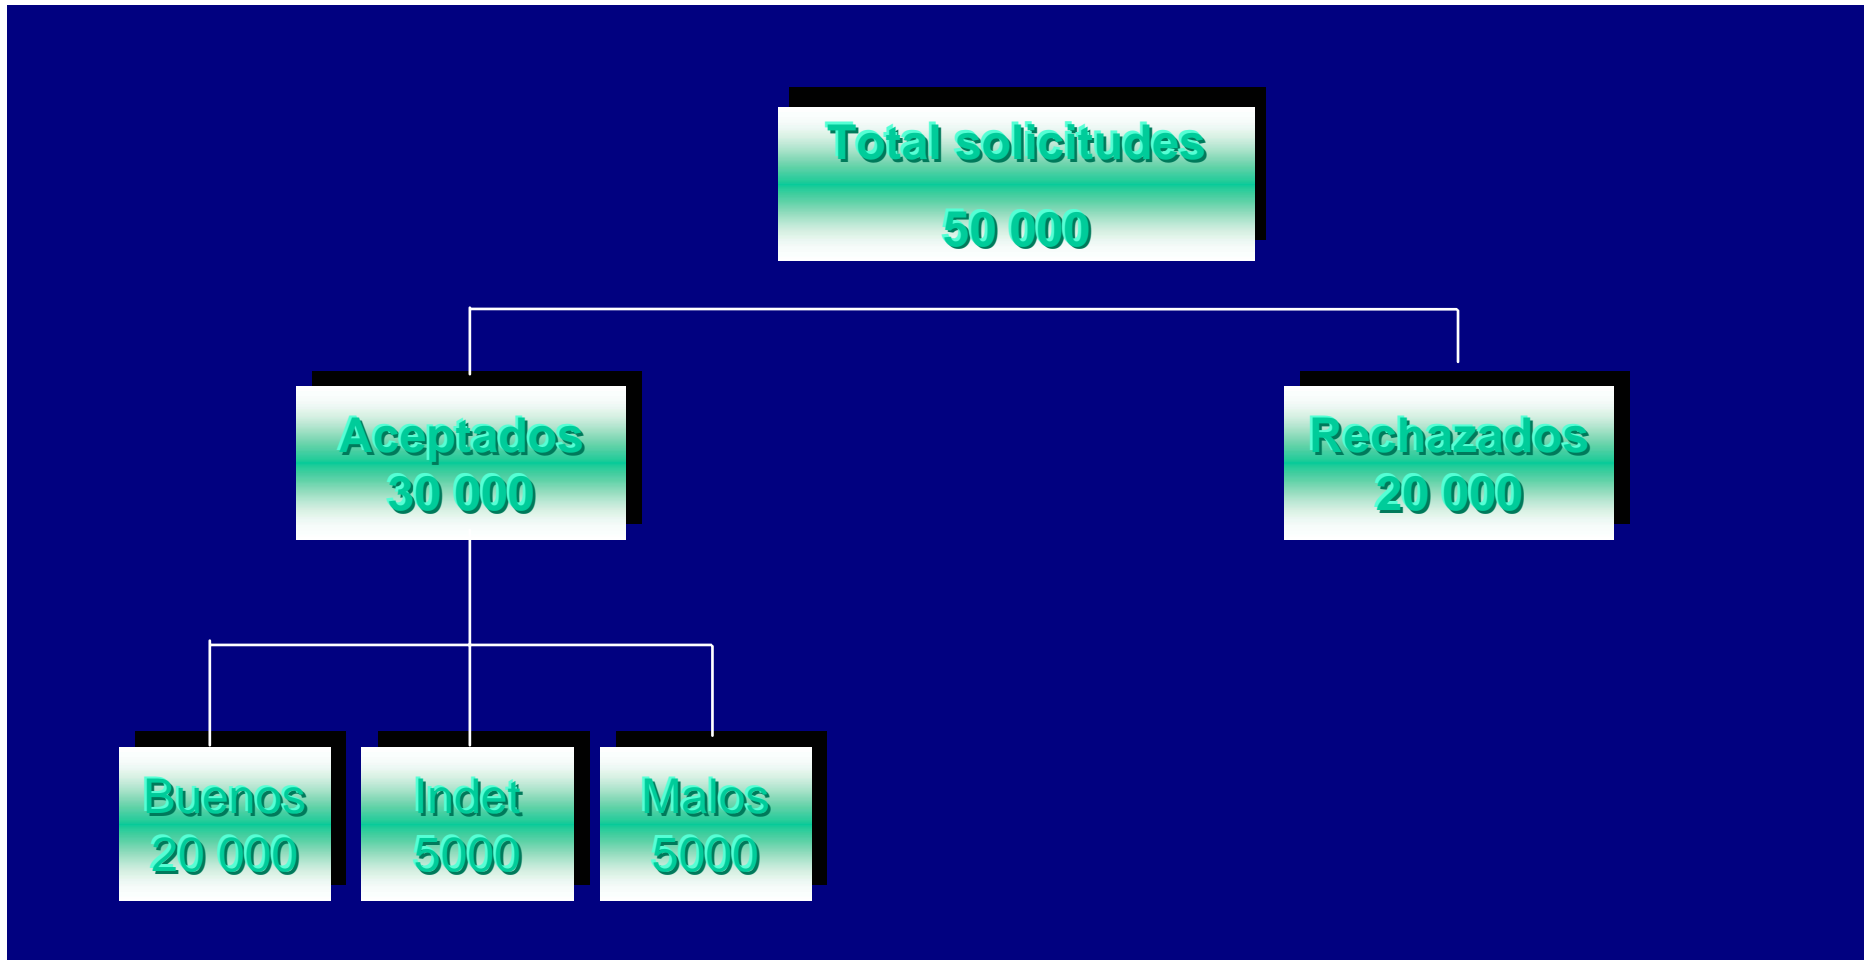 Total solicitudes
50 000
Aceptados
30 000
Rechazados
20 000
Buenos
20 000
Indet
5000
Malos
5000